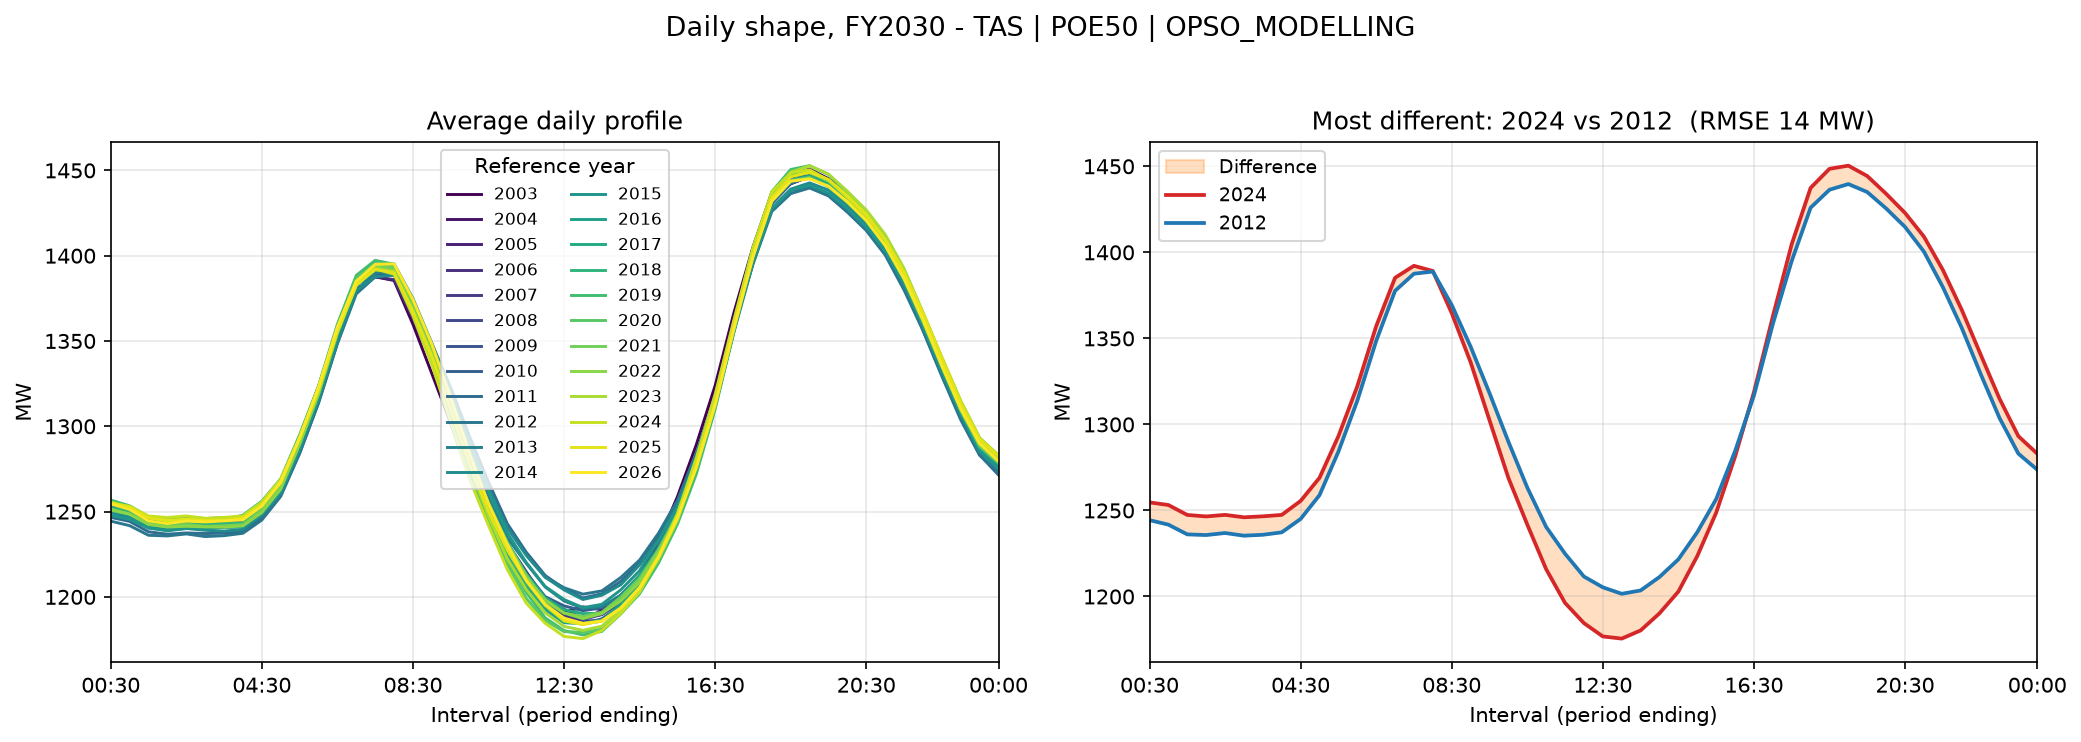 Daily shape, FY2030 - TAS | POE50 | OPSO_MODELLING
Average daily profile
MW
1450
1400
1350
1300
1250
1200
Reference year
2003 2015
2004 2016
2005 2017
2006 2018
2007 2019
2008 2020
2009 2021
2010 2022
2011 2023
2012 2024
2013 2025
2014 2026
00:30 04:30 08:30 12:30 16:30 20:30 00:00
Interval (period ending)
Most different: 2024 vs 2012 (RMSE 14 MW)
MW
1450
1400
1350
1300
1250
1200
Difference
2024
2012
00:30 04:30 08:30 12:30 16:30 20:30 00:00
Interval (period ending)